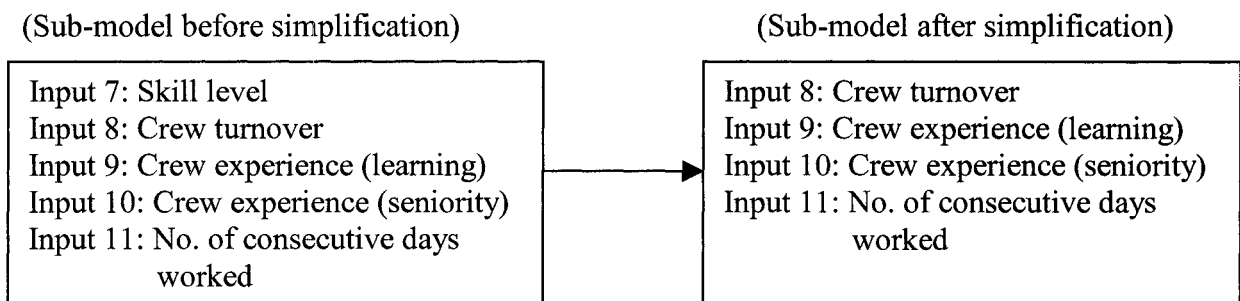 (Sub-model before simplification)
Input 7: Skill level
Input 8: Crew turnover
Input 9: Crew experience (learning)
Input 10: Crew experience (seniority)
Input 11: No. of consecutive days
worked
(Sub-model after simplification)
Input 8: Crew turnover
Input 9: Crew experience (learning)
Input 10: Crew experience (seniority)
Input 11: No. of consecutive days
worked